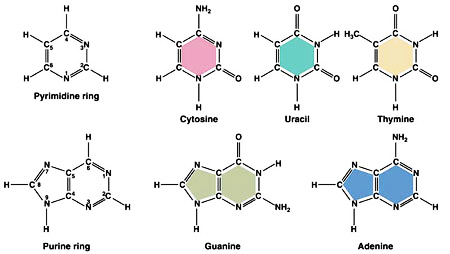 H
H
4
5
3
N
6
2
1
H
N
H
Pyrimidine ring
NH2
H
C
C
C
N
C
C
H
N
O
H
Cytosine
O
H
C
H
C
N
C
C
H
N
O
H
Uracil
O
H3C
C
H
C
N
C
C
H
N
O
H
Thymine
H
7
6
N
5
1
N
H
8
4
2
9
3
N
N
H
H
Purine ring
O
N
C
H
C
N
H
C
C
C
N
N
NH2
H
Guanine
NH2
N
C
C
N
H
C
C
C
N
N
H
H
Adenine